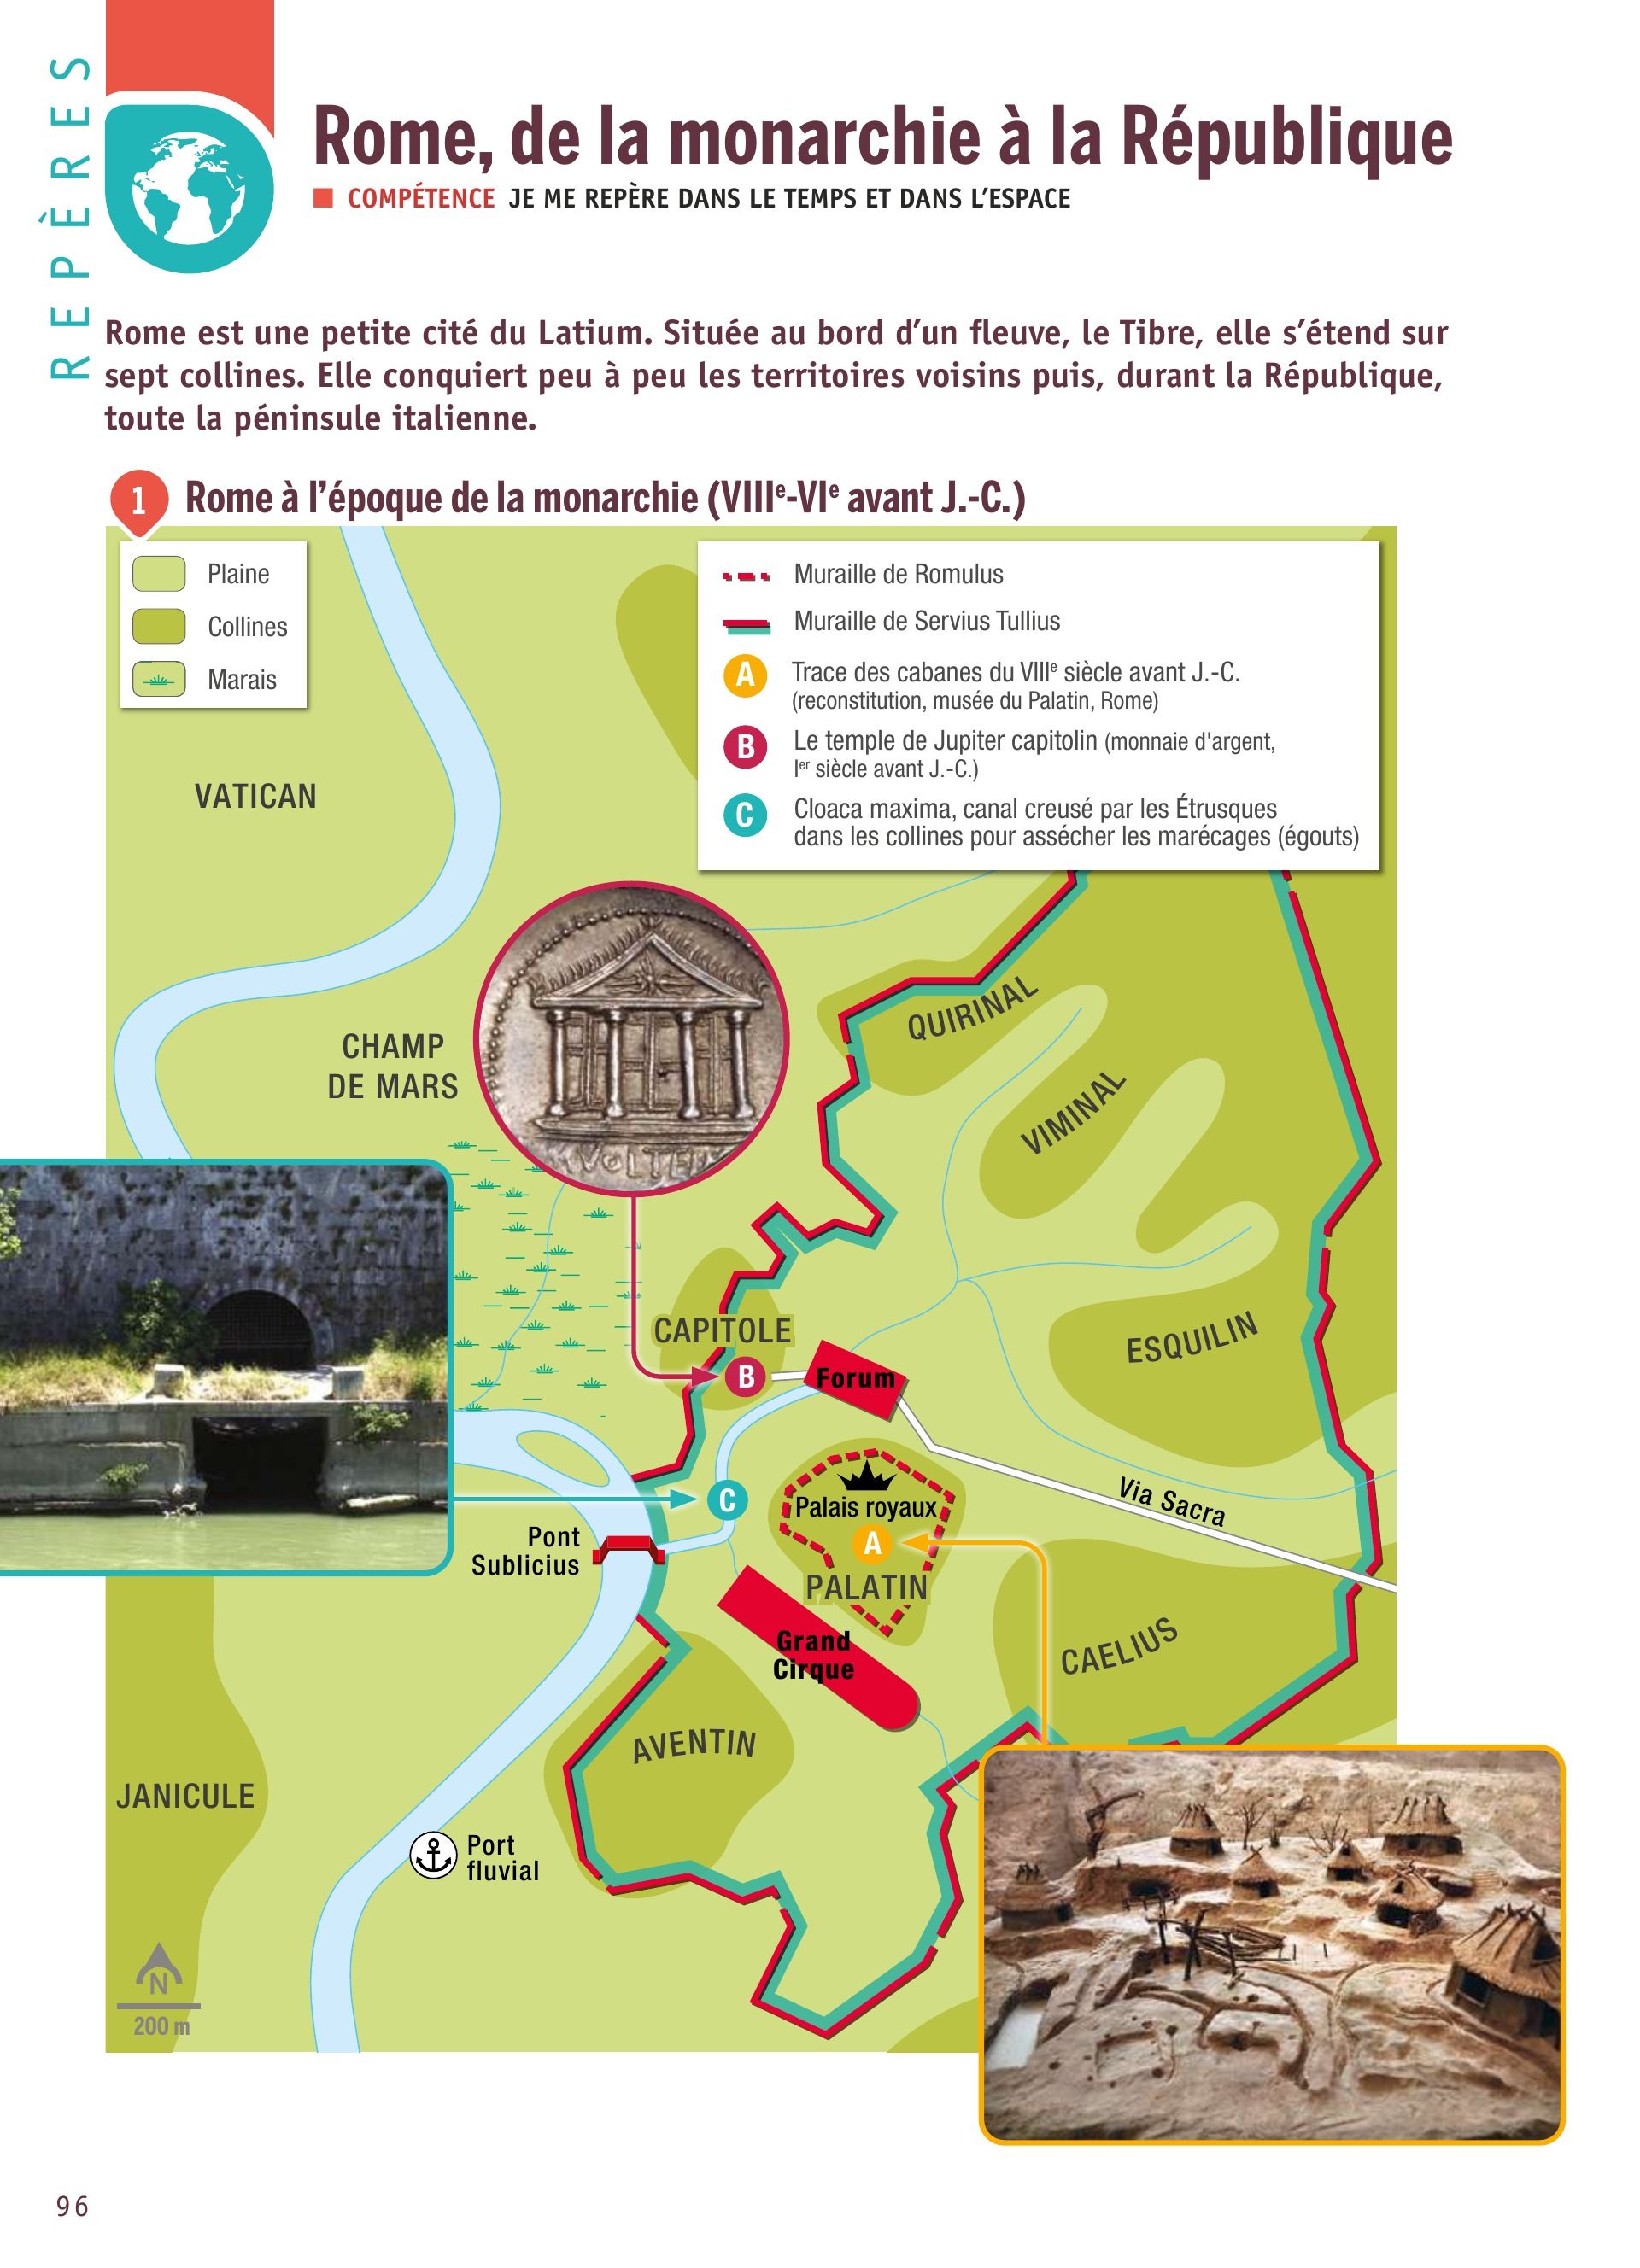 REPÈRES
Rome, de la monarchie à la République
COMPÉTENCE JE ME REPÈRE DANS LE TEMPS ET DANS L'ESPACE
Rome est une petite cité du Latium. Située au bord d'un fleuve, le Tibre, elle s'étend sur
sept collines. Elle conquiert peu à peu les territoires voisins puis, durant la République,
toute la péninsule italienne.
1 Rome à l'époque de la monarchie (VIIIe-VIe avant J.-C.)
Plaine
Collines
Marais
Muraille de Romulus
Muraille de Servius Tullius
A Trace des cabanes du VIIIe siècle avant J.-C.
(reconstitution, musée du Palatin, Rome)
B Le temple de Jupiter capitolin (monnaie d'argent,
Ier siècle avant J.-C.)
C Cloaca maxima, canal creusé par les Étrusques
dans les collines pour assécher les marécages (égouts)
VATICAN
CHAMP
DE MARS
QUIRINAL
VIMINAL
ESQUILIN
CAPITOLE
B
Forum
Via Sacra
C
Palais royaux
A
PALATIN
Pont
Sublicius
Grand
Cirque
CAELIUS
AVENTIN
JANICULE
Port
fluvial
N
200 m
96